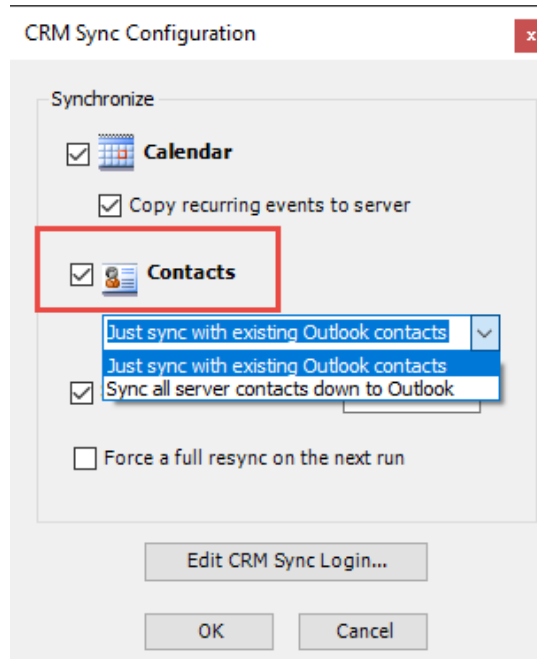 CRM Sync Configuration
x
Synchronize
Calendar
Copy recurring events to server
Contacts
Just sync with existing Outlook contacts
Just sync with existing Outlook contacts
Sync all server contacts down to Outlook
Force a full resync on the next run
Edit CRM Sync Login...
OK
Cancel